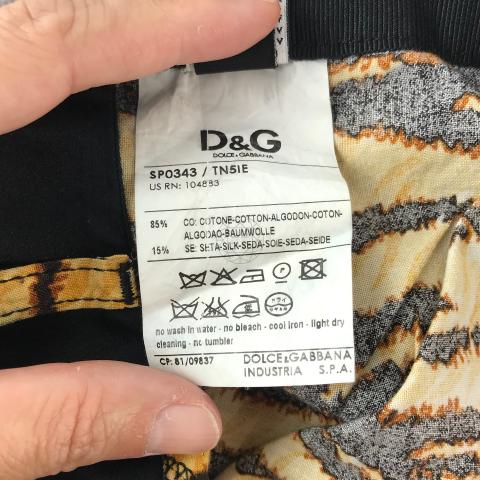 D&G
DOLCE & GABBANA
SP0343 / TN5IE
US RN: 104883
85% CO: COTONE-COTTON-ALGODON-COTON-
ALGODAO-BAUMWOLLE
15% SE: SETA-SILK-SEDA-SOIE-SEDA-SEIDE
no wash in water - no bleach - cool iron - light dry
cleaning - no tumbler
CP: 81/09837
DOLCE&GABBANA
INDUSTRIA S.P.A.